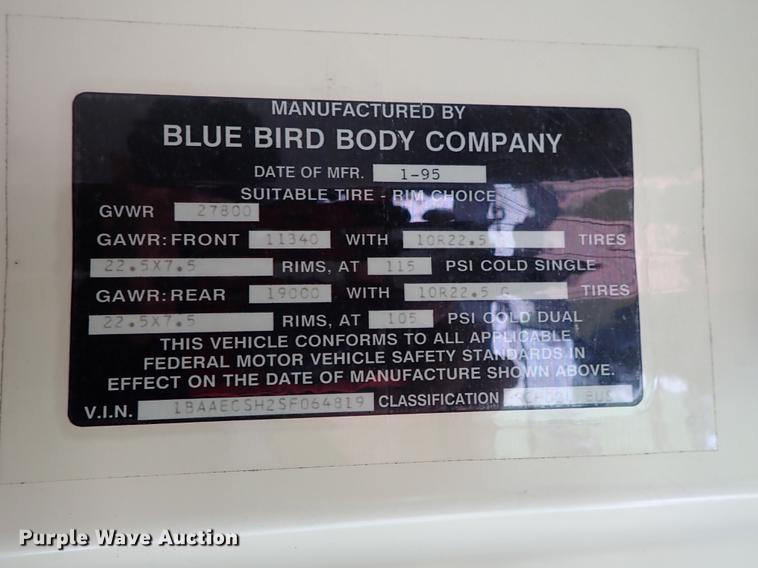 MANUFACTURED BY
BLUE BIRD BODY COMPANY
DATE OF MFR. 1-95
SUITABLE TIRE - RIM CHOICE
GVWR 27800
GAWR: FRONT 11340 WITH 10R22.5 TIRES
22.5X7.5 RIMS, AT 115 PSI COLD SINGLE
GAWR: REAR 19000 WITH 10R22.5 G TIRES
22.5X7.5 RIMS, AT 105 PSI COLD DUAL
THIS VEHICLE CONFORMS TO ALL APPLICABLE
FEDERAL MOTOR VEHICLE SAFETY STANDARDS IN
EFFECT ON THE DATE OF MANUFACTURE SHOWN ABOVE.
V.I.N. 1BAAECSH2SF064819 CLASSIFICATION SCHOOL BUS
Purple Wave Auction